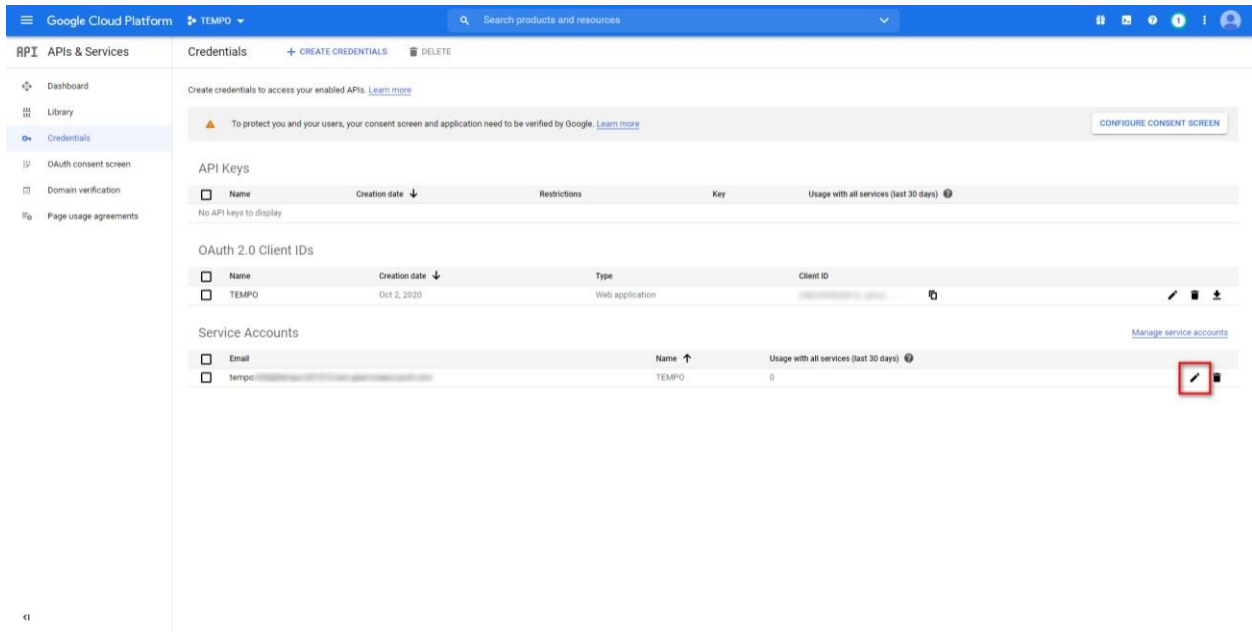 Google Cloud Platform TEMPO Search products and resources 1
API APIs & Services Credentials + CREATE CREDENTIALS DELETE
Dashboard
Library
Credentials
OAuth consent screen
Domain verification
Page usage agreements
Create credentials to access your enabled APIs. Learn more
To protect you and your users, your consent screen and application need to be verified by Google. Learn more CONFIGURE CONSENT SCREEN
API Keys
Name Creation date Restrictions Key Usage with all services (last 30 days)
No API keys to display
OAuth 2.0 Client IDs
Name Creation date Type Client ID
TEMPO Oct 2, 2020 Web application
Service Accounts Manage service accounts
Email Name Usage with all services (last 30 days)
tempo TEMPO 0